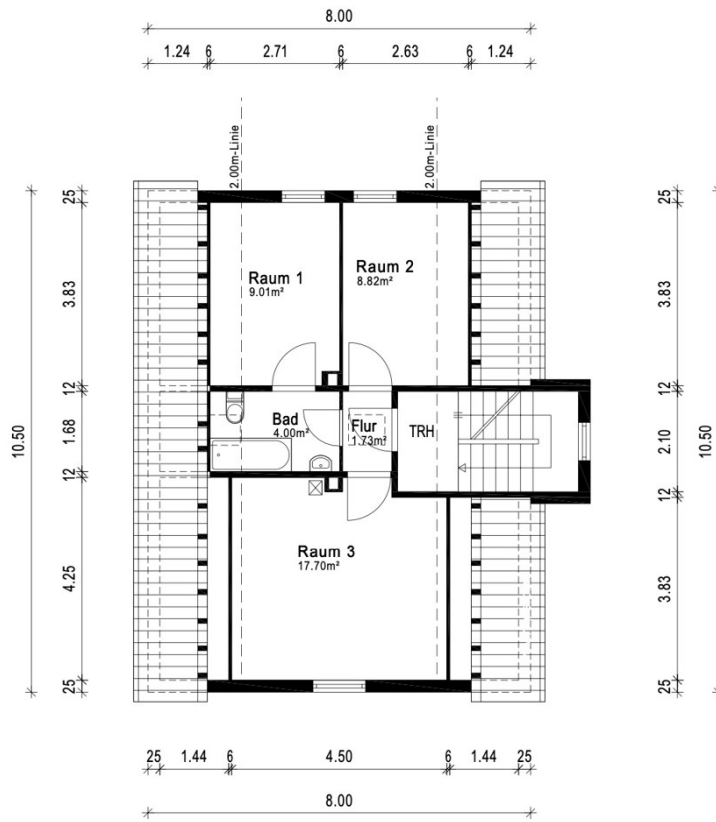 8.00
1.24 6 2.71 6 2.63 6 1.24
2.00m-Linie
2.00m-Linie
25
3.83
12
1.68
12
4.25
25
10.50
Raum 1
9.01m²
Raum 2
8.82m²
Bad
4.00m²
Flur
1.73m²
TRH
Raum 3
17.70m²
25
3.83
12
2.10
12
3.83
25
10.50
25 1.44 6 4.50 6 1.44 25
8.00